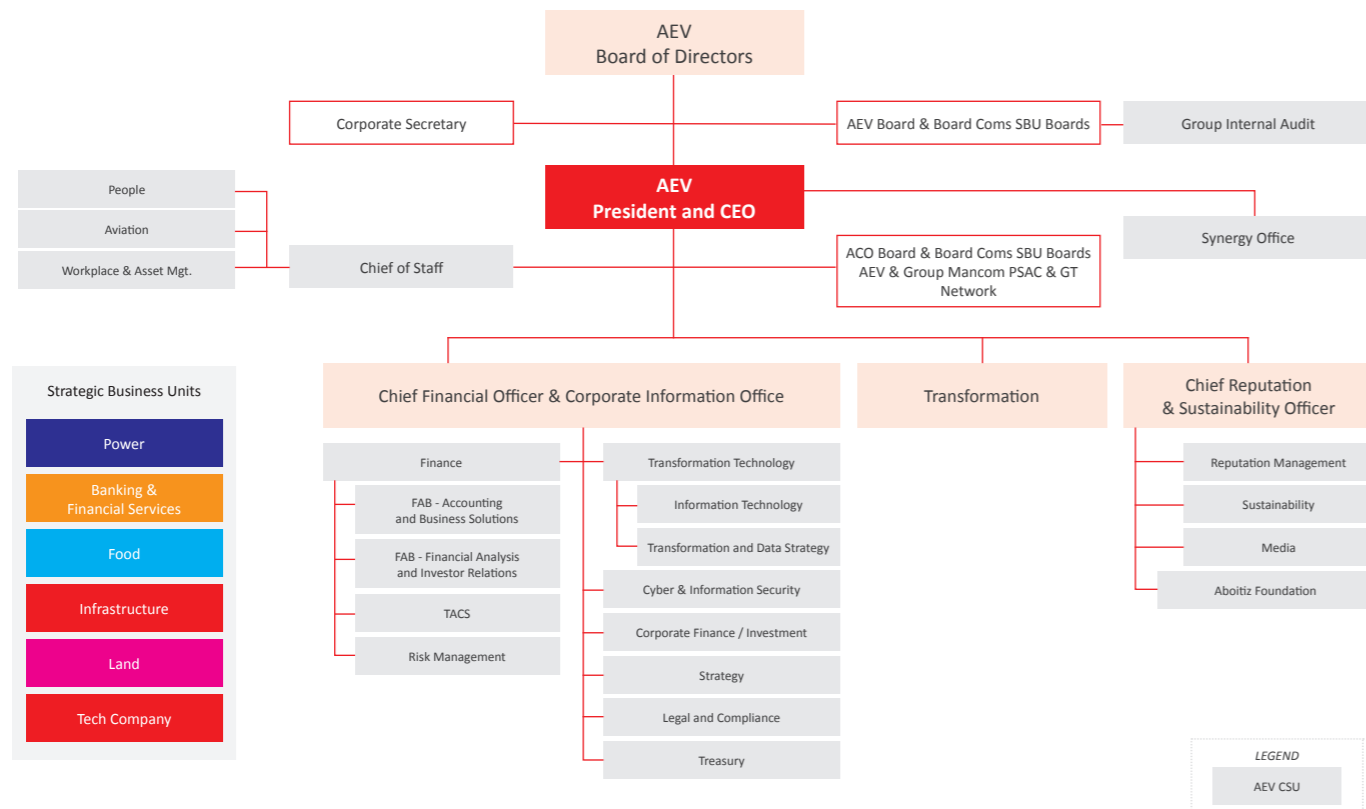 AEV
Board of Directors
Corporate Secretary
AEV Board & Board Coms SBU Boards
Group Internal Audit
People
Aviation
Workplace & Asset Mgt.
AEV
President and CEO
Chief of Staff
ACO Board & Board Coms SBU Boards
AEV & Group Mancom PSAC & GT
Network
Synergy Office
Strategic Business Units
Power
Banking &
Financial Services
Food
Infrastructure
Land
Tech Company
Chief Financial Officer & Corporate Information Office
Transformation
Chief Reputation
& Sustainability Officer
Finance
FAB - Accounting
and Business Solutions
FAB - Financial Analysis
and Investor Relations
TACS
Risk Management
Transformation Technology
Information Technology
Transformation and Data Strategy
Cyber & Information Security
Corporate Finance / Investment
Strategy
Legal and Compliance
Treasury
Reputation Management
Sustainability
Media
Aboitiz Foundation
LEGEND
AEV CSU